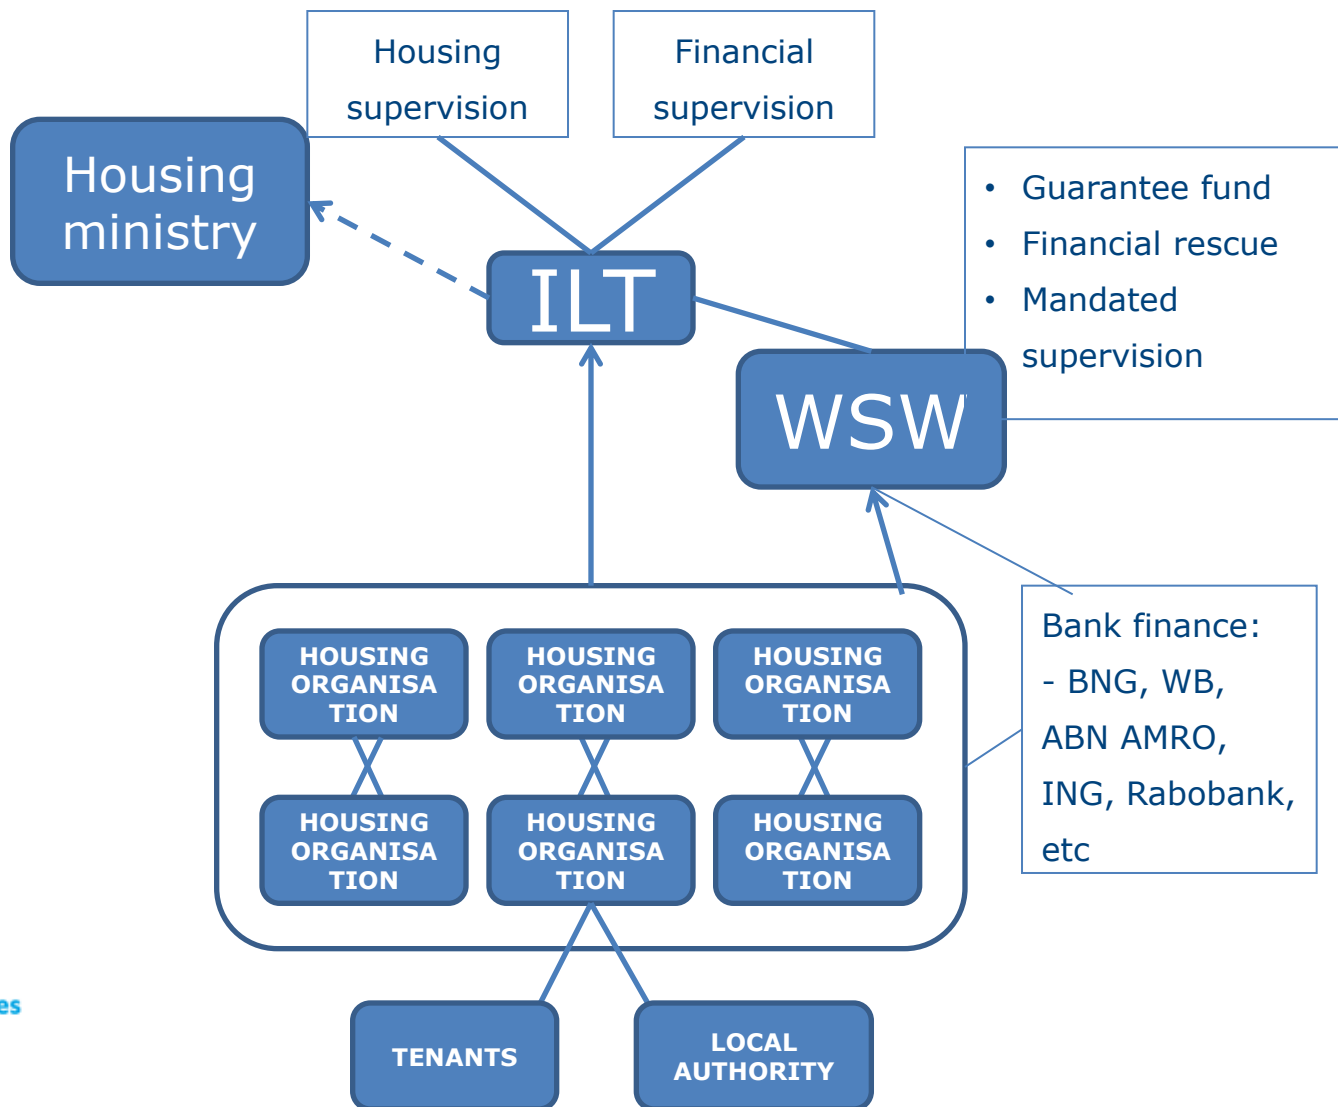 Housing
supervision
Financial
supervision
Housing
ministry
ILT
• Guarantee fund
• Financial rescue
• Mandated
supervision
WSW
HOUSING
ORGANISA
TION
HOUSING
ORGANISA
TION
HOUSING
ORGANISA
TION
HOUSING
ORGANISA
TION
HOUSING
ORGANISA
TION
HOUSING
ORGANISA
TION
Bank finance:
- BNG, WB,
ABN AMRO,
ING, Rabobank,
etc
es
TENANTS
LOCAL
AUTHORITY